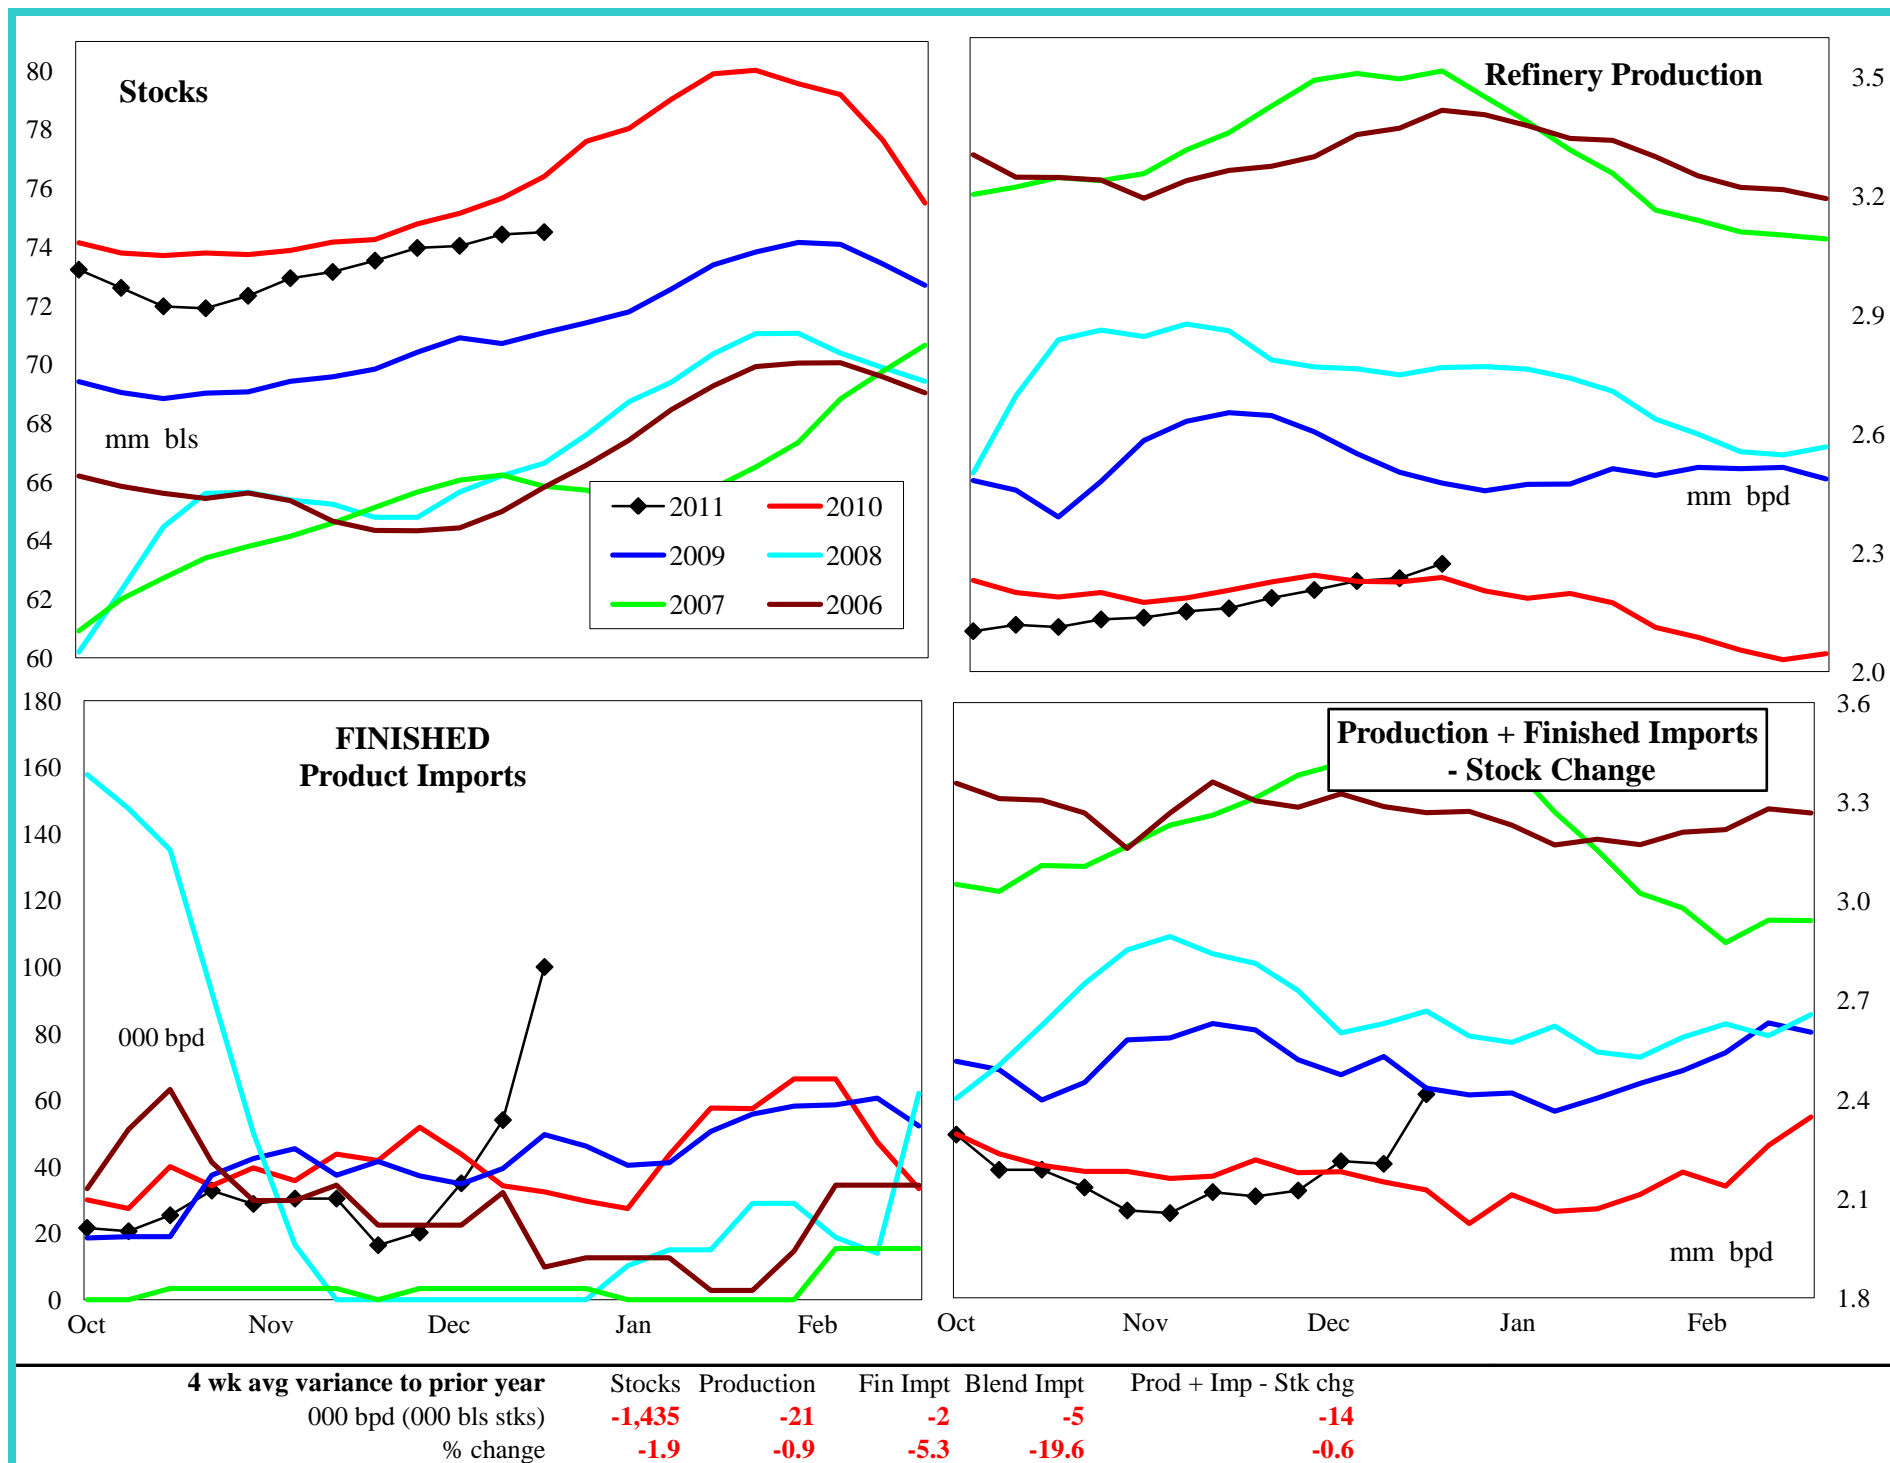 Stocks
80
78
76
74
72
70
68
66
64
62
60
mm bls
2011
2010
2009
2008
2007
2006
Refinery Production
3.5
3.2
2.9
2.6
2.3
2.0
mm bpd
FINISHED
Product Imports
180
160
140
120
100
80
60
40
20
0
000 bpd
Oct Nov Dec Jan Feb
Production + Finished Imports
- Stock Change
3.6
3.3
3.0
2.7
2.4
2.1
1.8
mm bpd
Oct Nov Dec Jan Feb
4 wk avg variance to prior year Stocks Production Fin Impt Blend Impt Prod + Imp - Stk chg
000 bpd (000 bls stks) -1,435 -21 -2 -5 -14
% change -1.9 -0.9 -5.3 -19.6 -0.6